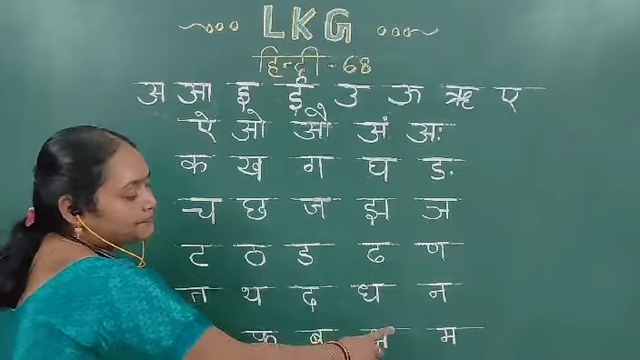 LKG
हिन्दी - 68
अ आ इ ई उ ऊ ऋ ए
ऐ ओ औ अं अः
क ख ग घ ङ
च छ ज झ ञ
ट ठ ड ढ ण
त थ द ध न
फ ब म